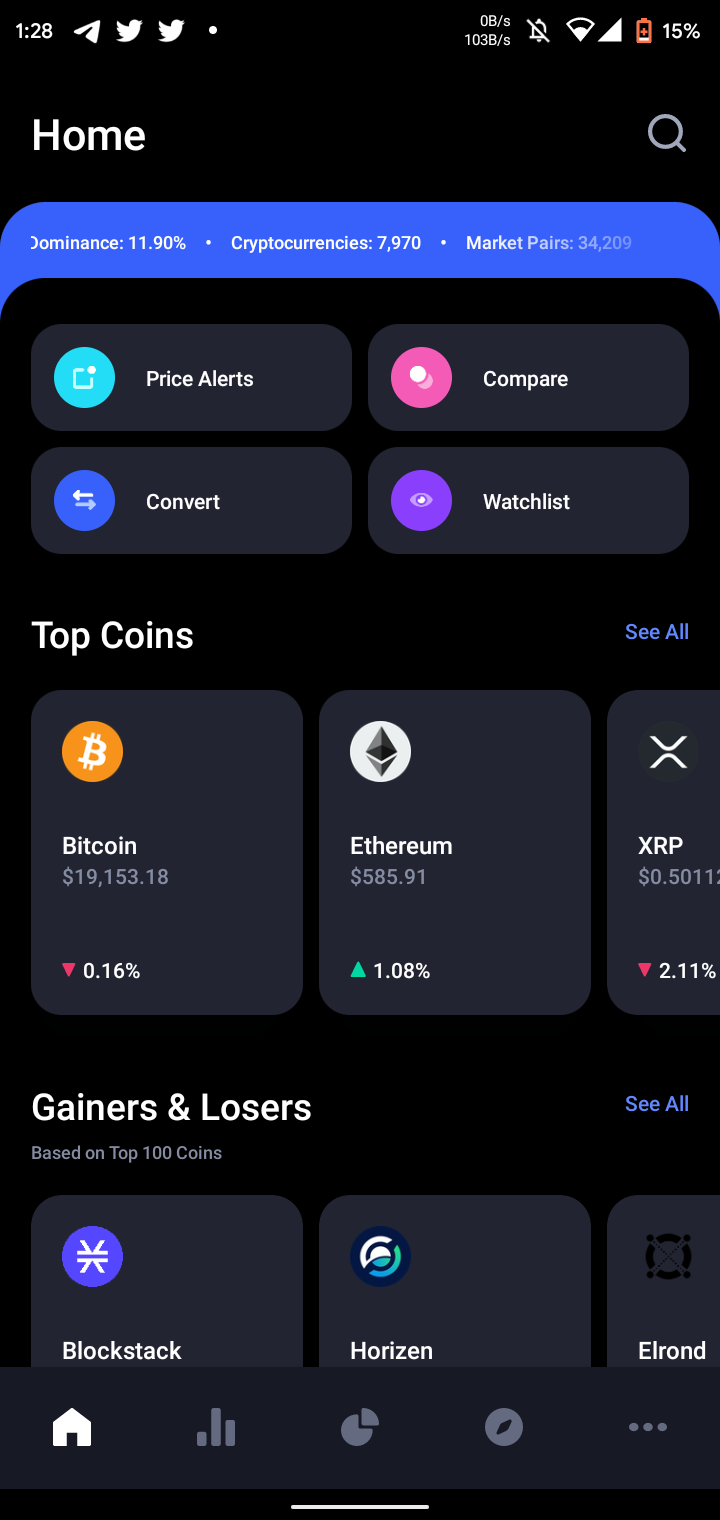 1:28
0B/s
103B/s
15%
Home
Dominance: 11.90% • Cryptocurrencies: 7,970 • Market Pairs: 34,209
Price Alerts
Compare
Convert
Watchlist
Top Coins
See All
Bitcoin
$19,153.18
0.16%
Ethereum
$585.91
1.08%
XRP
$0.50112
2.11%
Gainers & Losers
See All
Based on Top 100 Coins
Blockstack
Horizen
Elrond